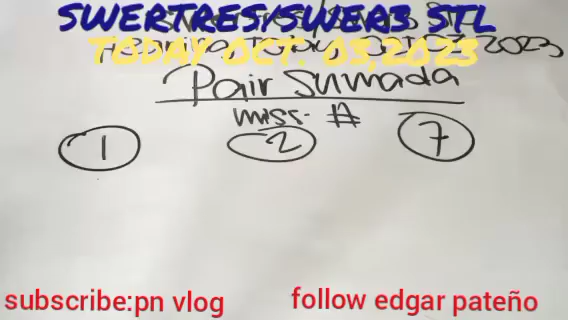 SWERTRES/SWER3 STL
TODAY OCT. 03,2023
Pair Sumada
miss. #
1 2 7
subscribe:pn vlog
follow edgar pateño